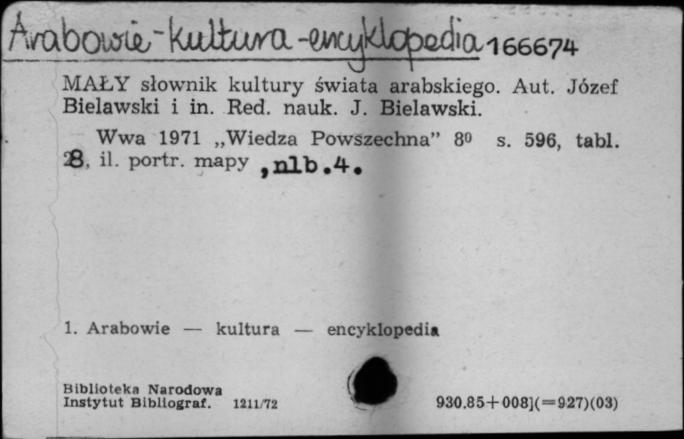 Arabowie - kultura - encyklopedia 166674
MAŁY słownik kultury świata arabskiego. Aut. Józef
Bielawski i in. Red. nauk. J. Bielawski.
Wwa 1971 „Wiedza Powszechna” 8º s. 596, tabl.
28, il. portr. mapy , nlb.4.
1. Arabowie — kultura — encyklopedia
Biblioteka Narodowa
Instytut Bibliograf. 1211/72 930.85+008](=927)(03)